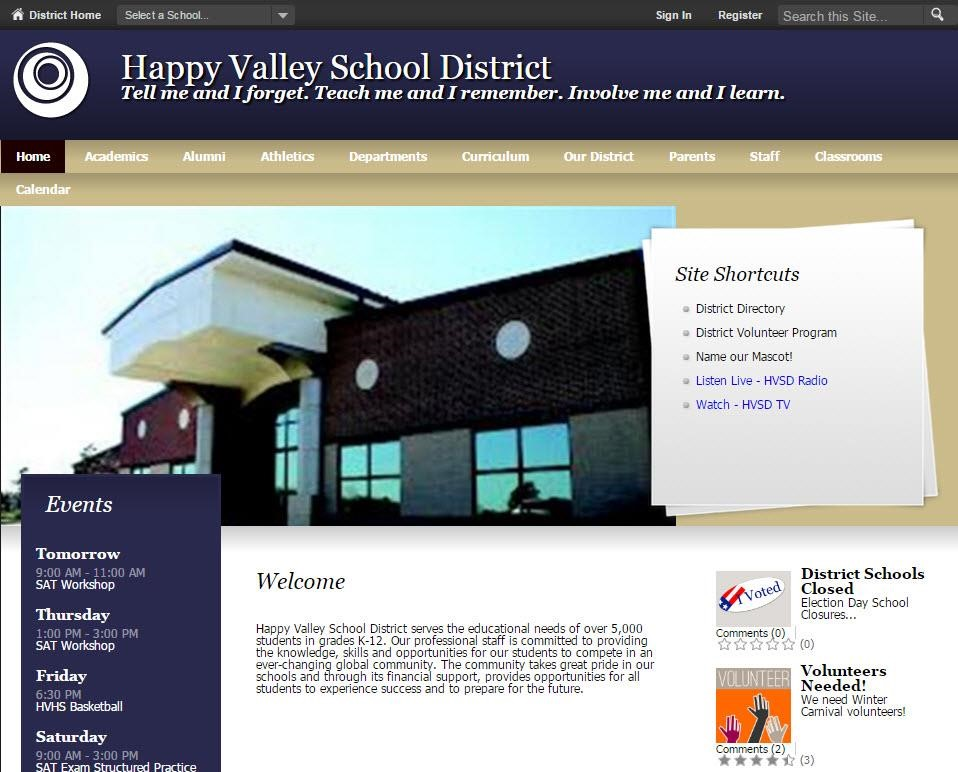 District Home
Select a School...
Sign In
Register
Search this Site...
Happy Valley School District
Tell me and I forget. Teach me and I remember. Involve me and I learn.
Home
Academics
Alumni
Athletics
Departments
Curriculum
Our District
Parents
Staff
Classrooms
Calendar
Site Shortcuts
District Directory
District Volunteer Program
Name our Mascot!
Listen Live - HVSD Radio
Watch - HVSD TV
Events
Tomorrow
9:00 AM - 11:00 AM
SAT Workshop
Thursday
1:00 PM - 3:00 PM
SAT Workshop
Friday
6:30 PM
HVHS Basketball
Saturday
9:00 AM - 3:00 PM
SAT Exam Structured Practice
Welcome
Happy Valley School District serves the educational needs of over 5,000
students in grades K-12. Our professional staff is committed to providing
the knowledge, skills and opportunities for our students to compete in an
ever-changing global community. The community takes great pride in our
schools and through its financial support, provides opportunities for all
students to experience success and to prepare for the future.
I Voted
District Schools
Closed
Election Day School
Closures...
Comments (0)
(0)
VOLUNTEER
Volunteers
Needed!
We need Winter
Carnival volunteers!
Comments (2)
(3)